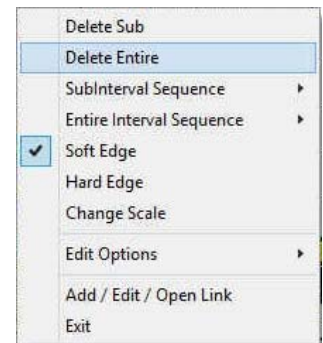 Delete Sub
Delete Entire
SubInterval Sequence
Entire Interval Sequence
Soft Edge
Hard Edge
Change Scale
Edit Options
Add / Edit / Open Link
Exit